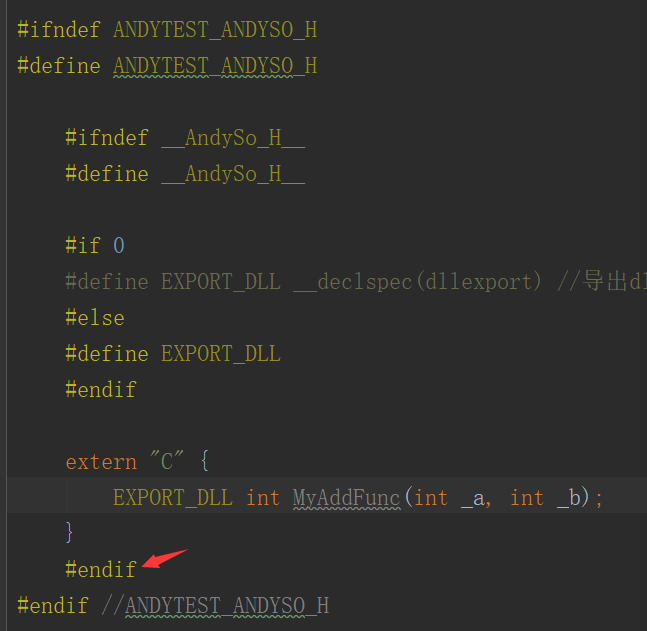 #ifndef ANDYTEST_ANDYSO_H
#define ANDYTEST_ANDYSO_H
#ifndef __AndySo_H__
#define __AndySo_H__
#if 0
#define EXPORT_DLL __declspec(dllexport) //导出dl
#else
#define EXPORT_DLL
#endif
extern "C" {
EXPORT_DLL int MyAddFunc(int _a, int _b);
}
#endif
#endif //ANDYTEST_ANDYSO_H